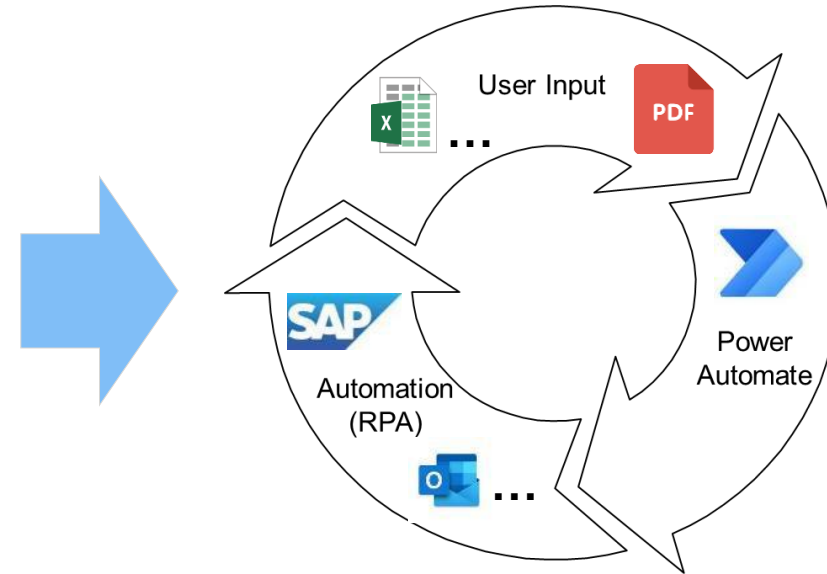 User Input
X
...
PDF
Power
Automate
SAP
Automation
(RPA)
O
...